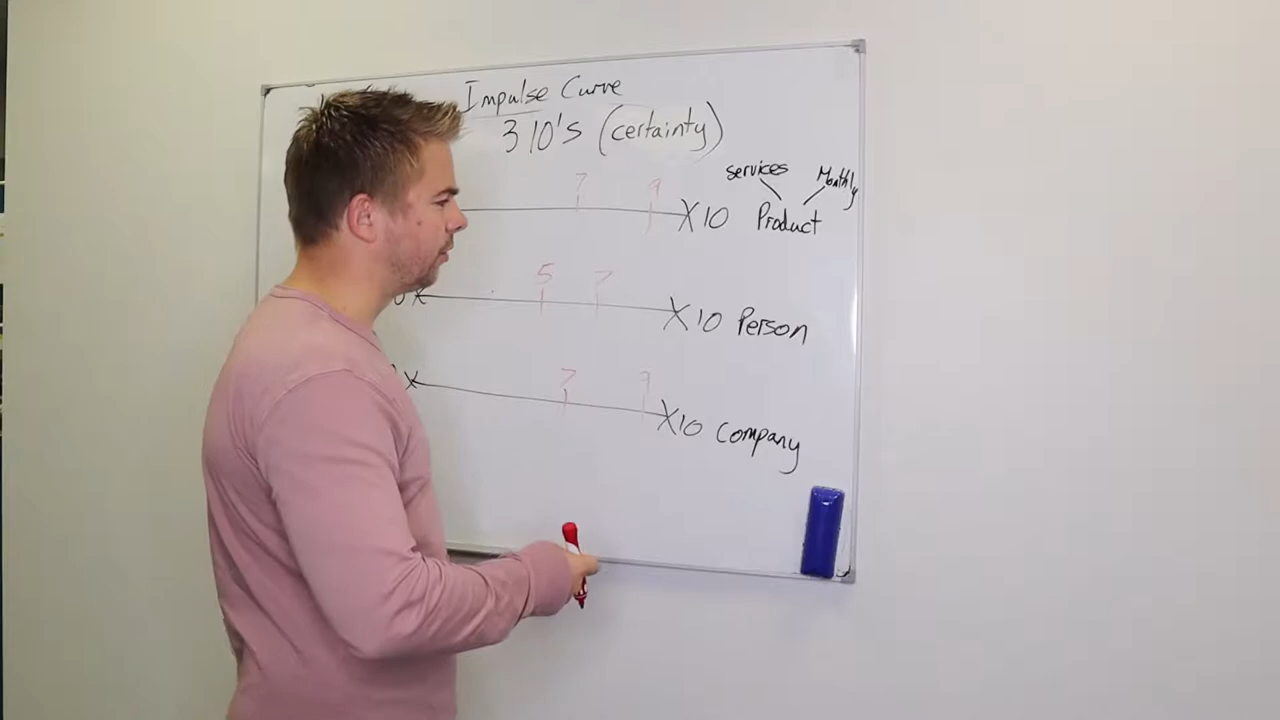 Impulse Curve
3 10's (certainty)
services Monthly
7 9
X10 Product
5 7
X X10 Person
7 9
X X10 Company